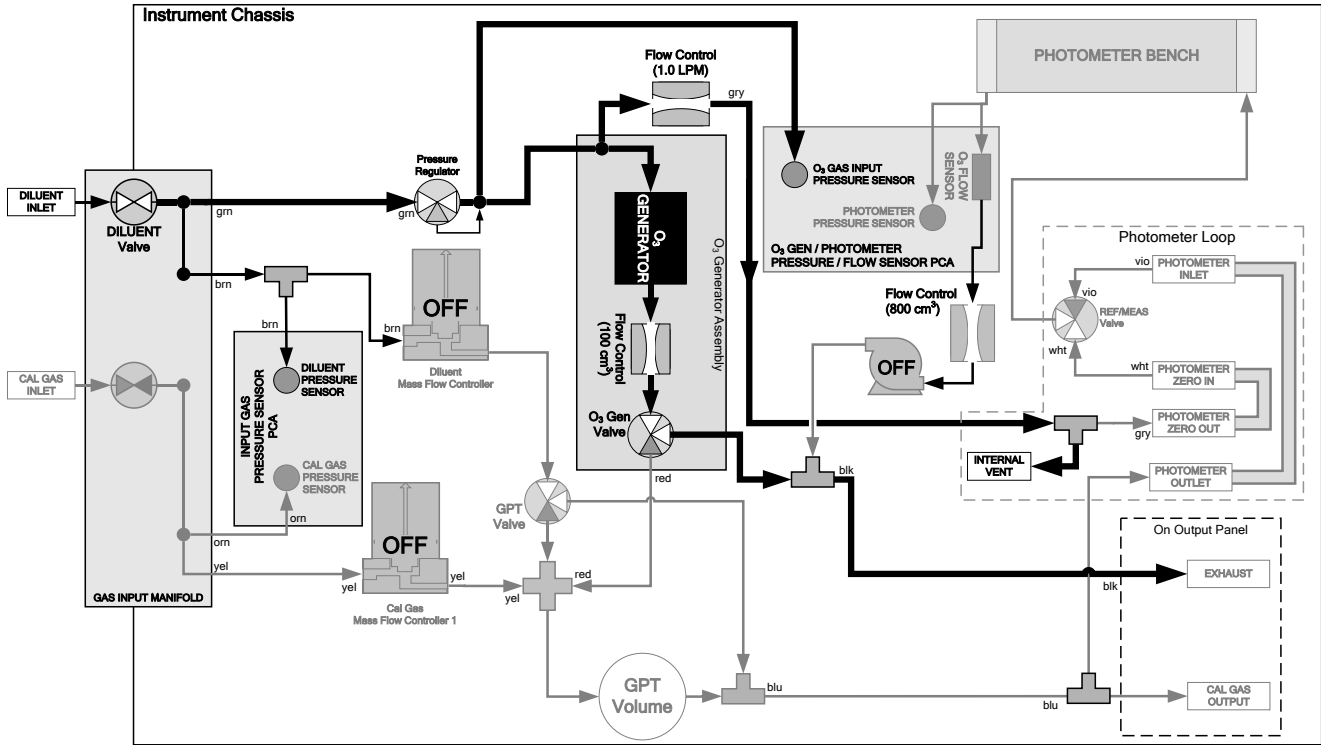 Instrument Chassis
Flow Control
(1.0 LPM)
gry
PHOTOMETER BENCH
Pressure
Regulator
O3 GAS INPUT
PRESSURE SENSOR
O3 FLOW
SENSOR
PHOTOMETER
PRESSURE SENSOR
O3 GEN / PHOTOMETER
PRESSURE / FLOW SENSOR PCA
DILUENT
INLET
DILUENT
Valve
grn
grn
O3
GENERATOR
O3 Generator Assembly
Photometer Loop
vio
PHOTOMETER
INLET
vio
REF/MEAS
Valve
wht
wht
PHOTOMETER
ZERO IN
brn
OFF
brn
brn
Diluent
Mass Flow Controller
Flow Control
(100 cm3)
Flow Control
(800 cm3)
OFF
CAL GAS
INLET
DILUENT
PRESSURE
SENSOR
INPUT GAS
PRESSURE SENSOR
PCA
CAL GAS
PRESSURE
SENSOR
orn
orn
O3 Gen
Valve
red
blk
gry
PHOTOMETER
ZERO OUT
INTERNAL
VENT
PHOTOMETER
OUTLET
GPT
Valve
OFF
yel
yel
yel
yel
red
Cal Gas
Mass Flow Controller 1
GAS INPUT MANIFOLD
On Output Panel
blk
EXHAUST
GPT
Volume
blu
blu
CAL GAS
OUTPUT